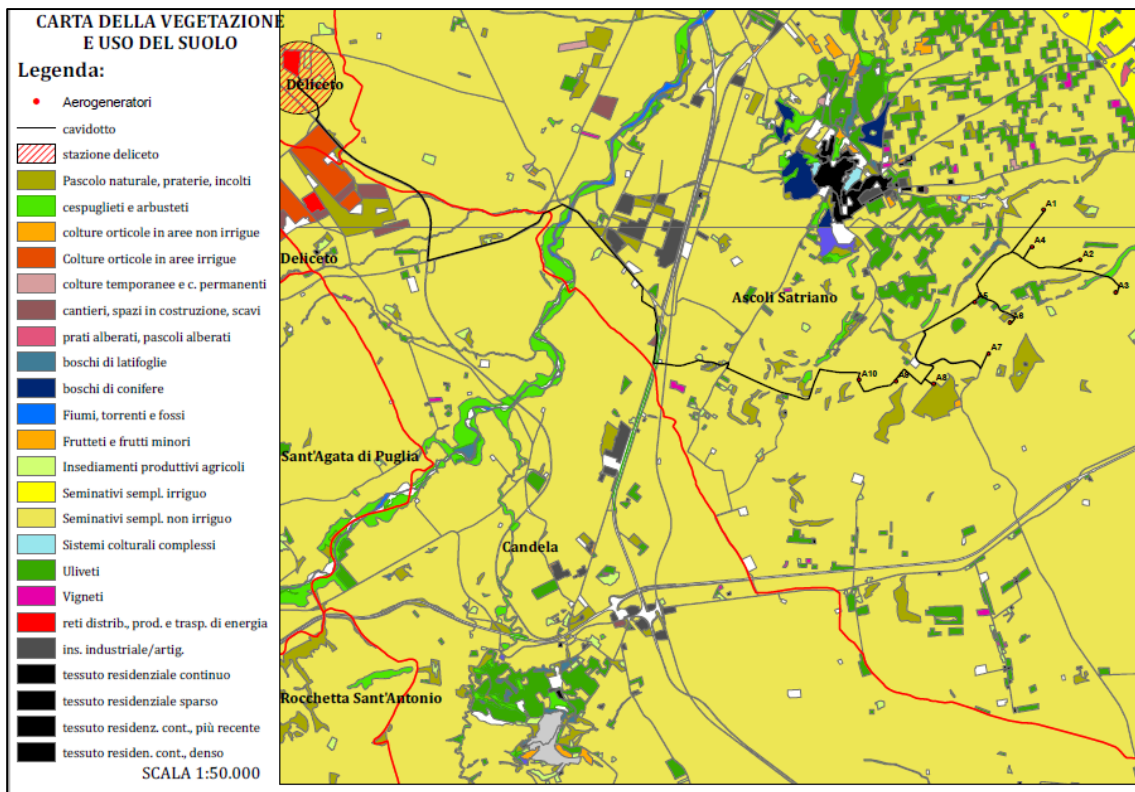 CARTA DELLA VEGETAZIONE
E USO DEL SUOLO
Legenda:
Aerogeneratori
cavidotto
stazione deliceto
Pascolo naturale, praterie, incolti
cespuglieti e arbusteti
colture orticole in aree non irrigue
Colture orticole in aree irrigue
colture temporanee e c. permanenti
cantieri, spazi in costruzione, scavi
prati alberati, pascoli alberati
boschi di latifoglie
boschi di conifere
Fiumi, torrenti e fossi
Frutteti e frutti minori
Insediamenti produttivi agricoli
Seminativi sempl. irriguo
Seminativi sempl. non irriguo
Sistemi colturali complessi
Uliveti
Vigneti
reti distrib., prod. e trasp. di energia
ins. industriale/artig.
tessuto residenziale continuo
tessuto residenziale sparso
tessuto residenz. cont., più recente
tessuto residen. cont., denso
SCALA 1:50.000
Deliceto
Deliceto
Ascoli Satriano
A1
A4
A2
A3
A5
A6
A7
A10
A9
A8
Sant'Agata di Puglia
Candela
Rocchetta Sant'Antonio